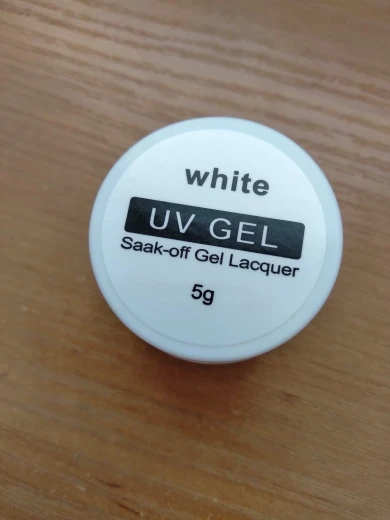 white
UV GEL
Saak-off Gel Lacquer
5g